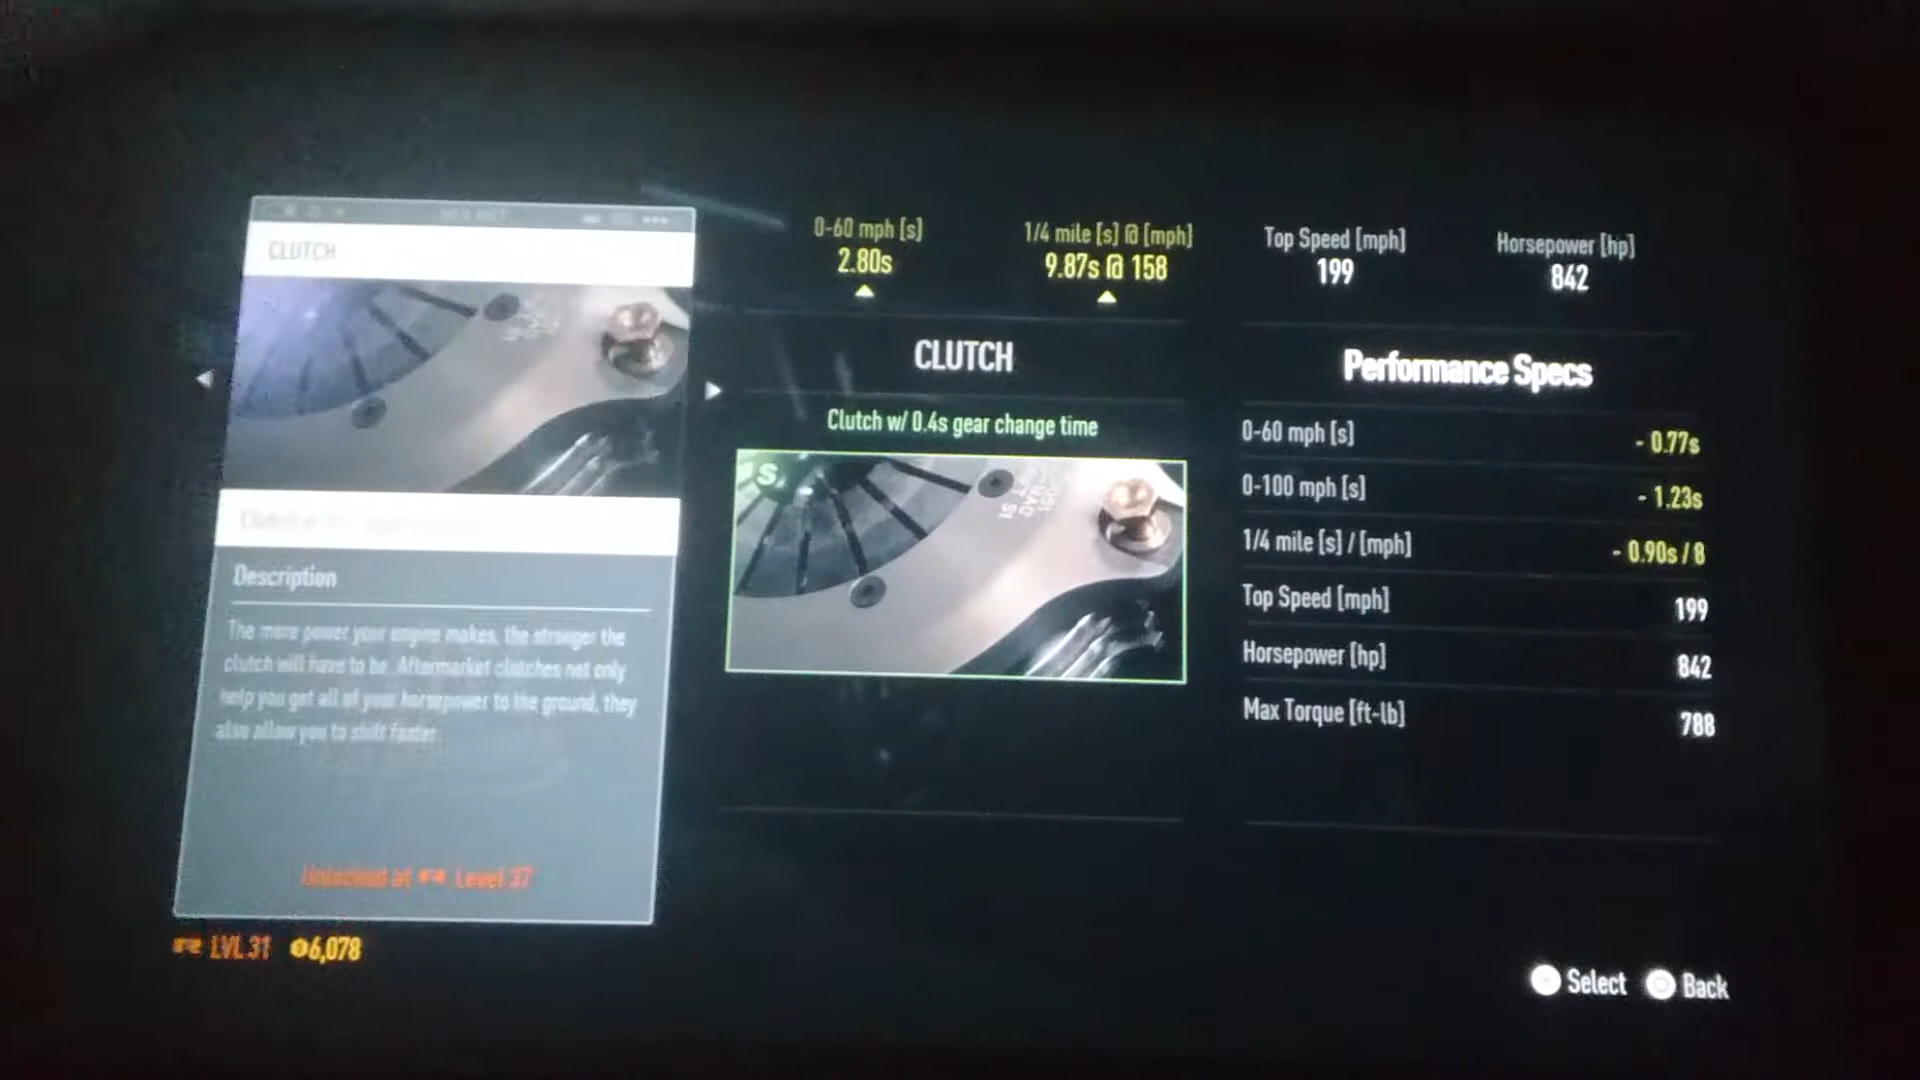 CLUTCH
Description
The more power your engine makes, the stronger the
clutch will have to be. Aftermarket clutches not only
help you get all of your horsepower to the ground, they
also allow you to shift faster.
Unlocked at Level 37
LVL 31 6,078
0-60 mph [s]
2.80s
1/4 mile [s] @ [mph]
9.87s @ 158
Top Speed [mph]
199
Horsepower [hp]
842
CLUTCH
Clutch w/ 0.4s gear change time
S
Performance Specs
0-60 mph [s] - 0.77s
0-100 mph [s] - 1.23s
1/4 mile [s] / [mph] - 0.90s / 8
Top Speed [mph] 199
Horsepower [hp] 842
Max Torque [ft-lb] 788
Select Back